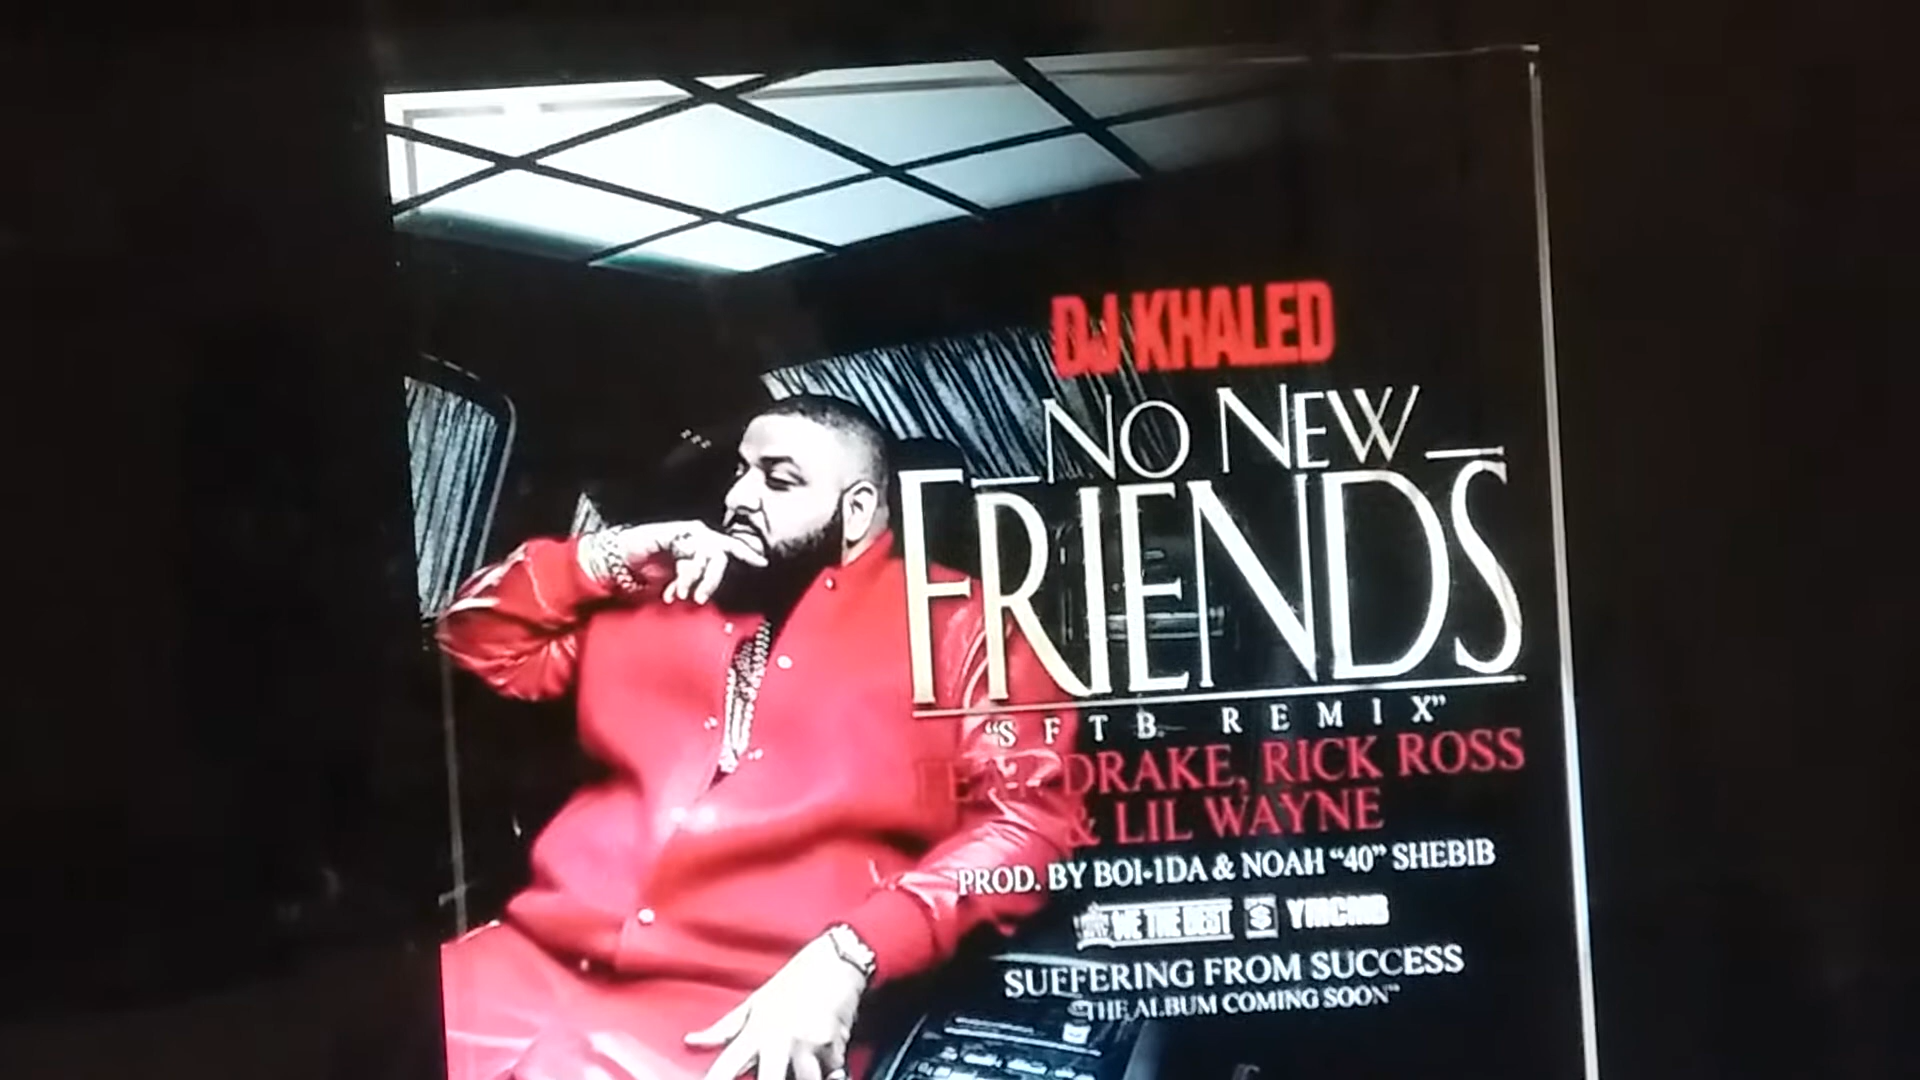 DJ KHALED
NO NEW
FRIENDS
"SFTB REMIX"
FEAT. DRAKE, RICK ROSS
& LIL WAYNE
PROD. BY BOI-1DA & NOAH "40" SHEBIB
WE THE BEST YMCMB
SUFFERING FROM SUCCESS
"THE ALBUM COMING SOON"